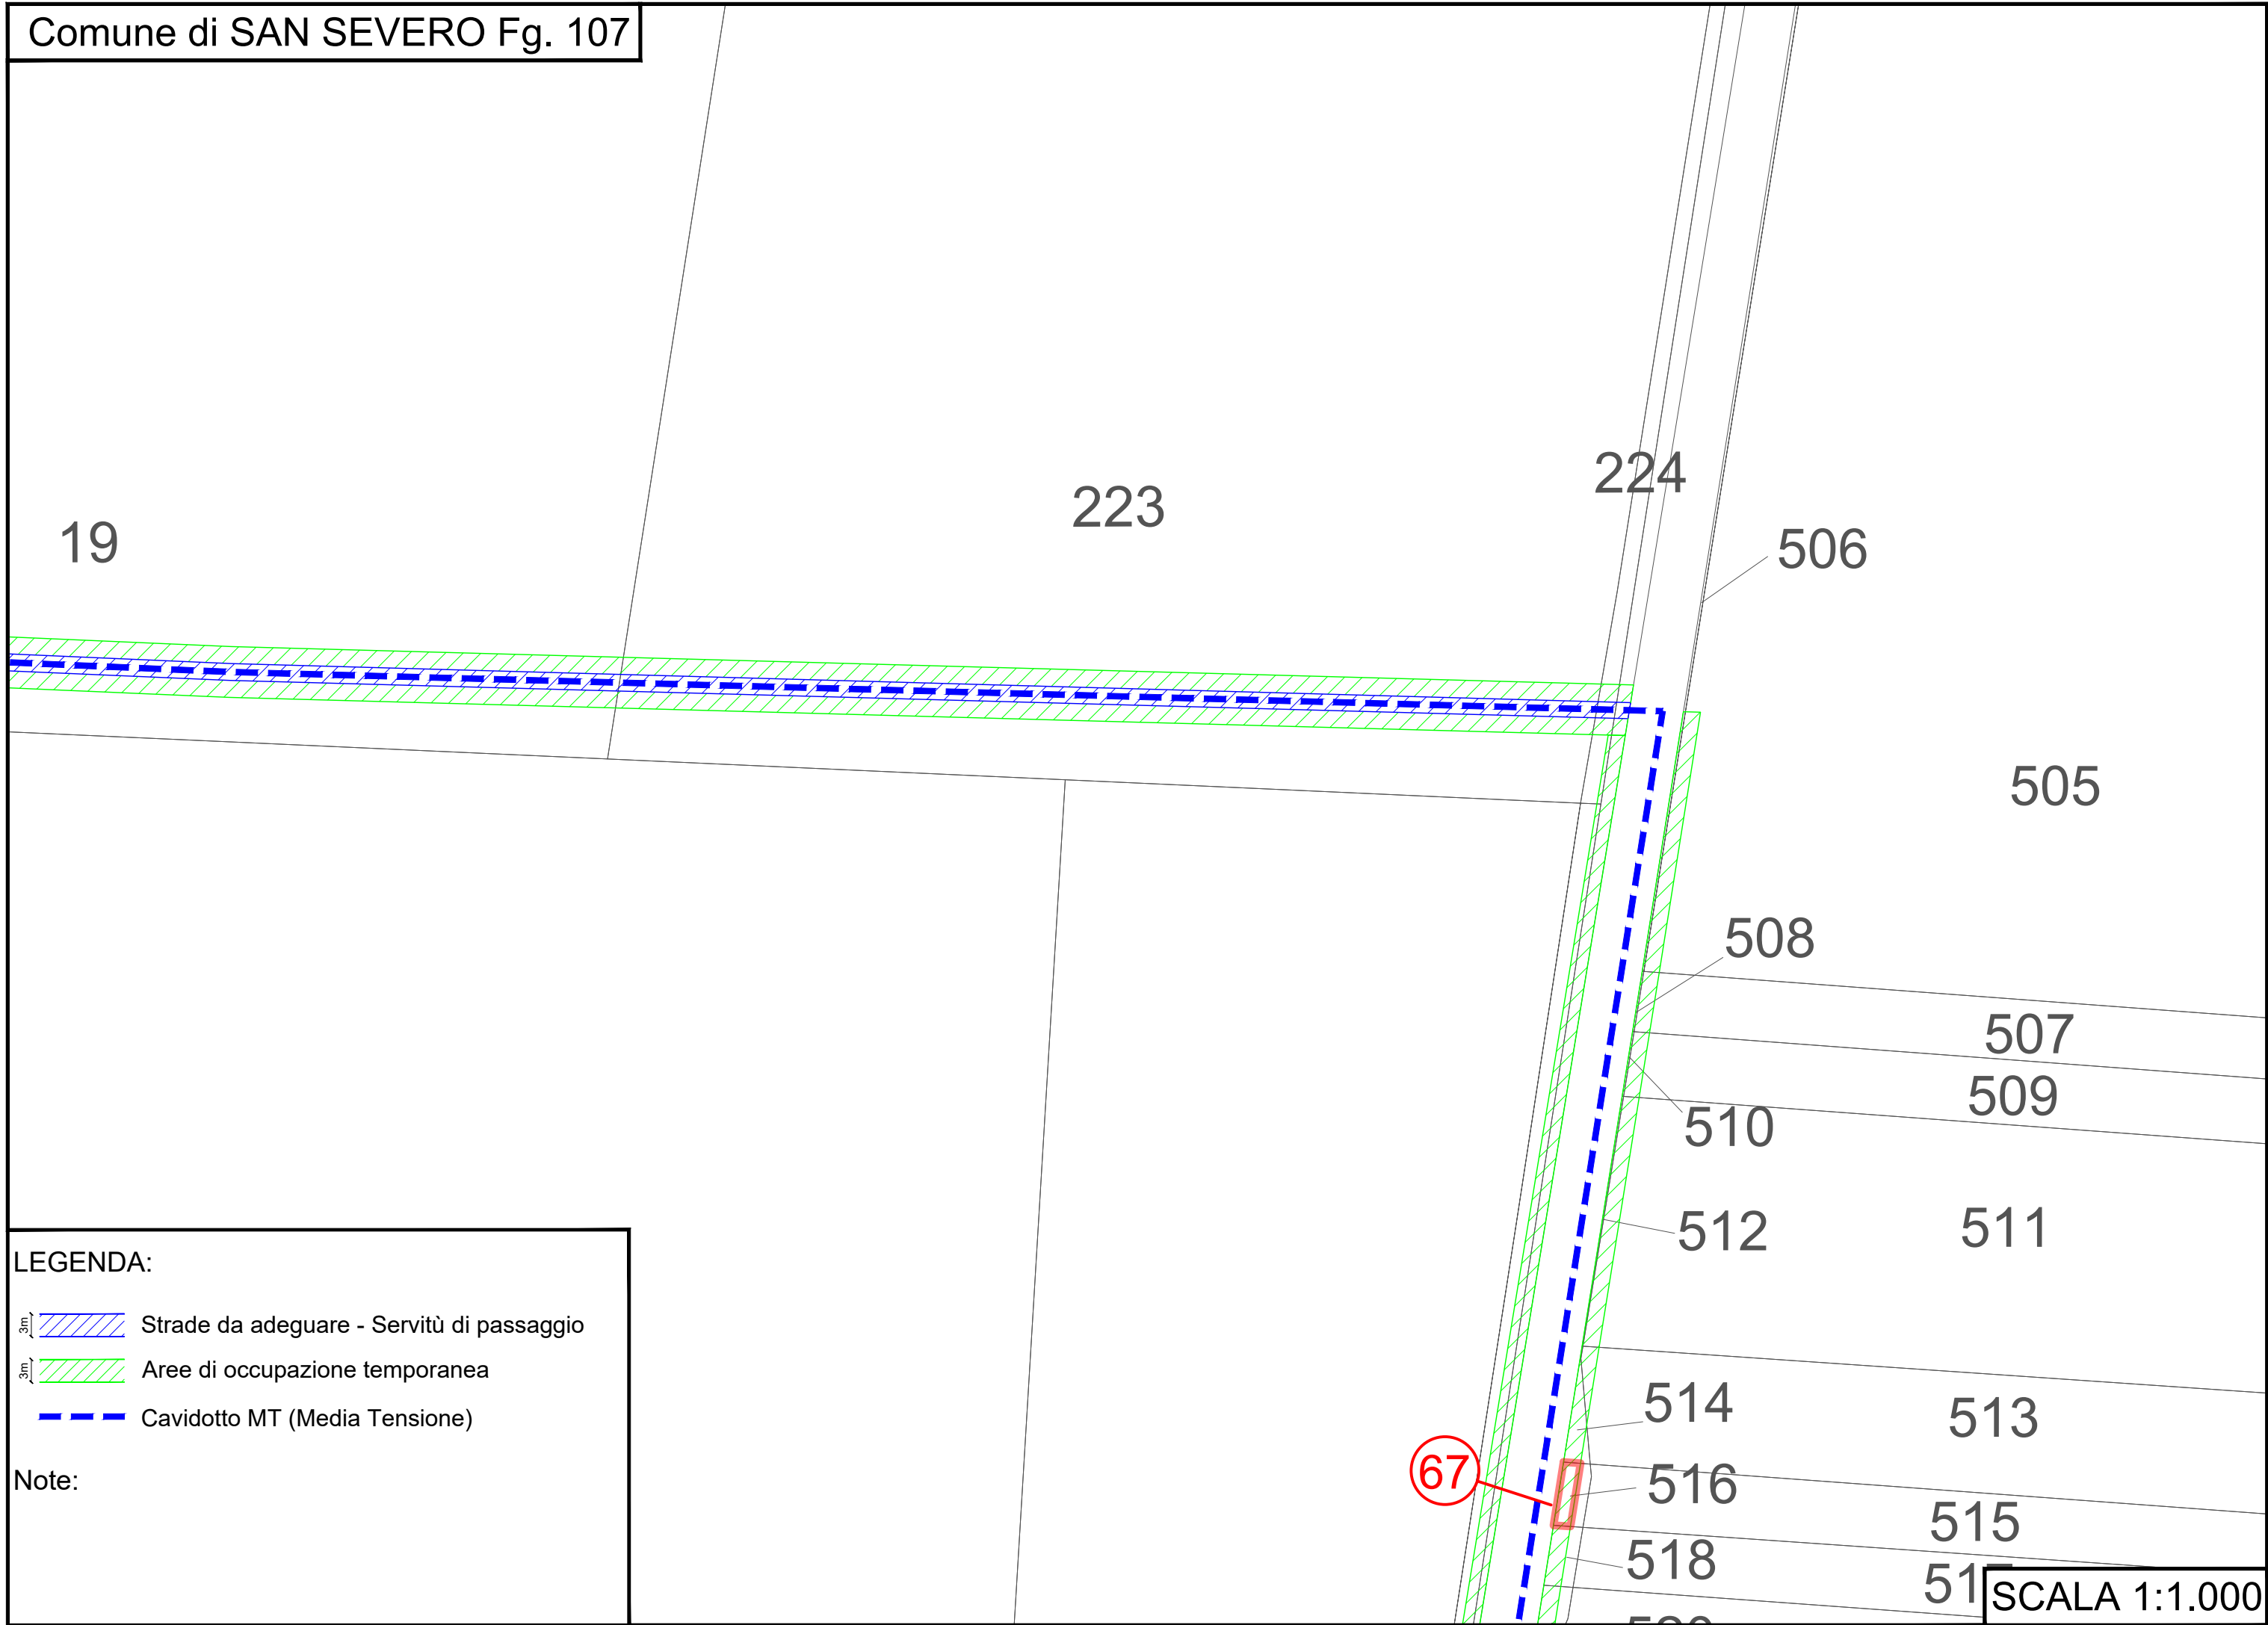 Comune di SAN SEVERO Fg. 107
224
223
19
506
505
508
507
509
510
512
511
514
513
67
516
515
518
SCALA 1:1.000
LEGENDA:
3m Strade da adeguare - Servitù di passaggio
3m Aree di occupazione temporanea
Cavidotto MT (Media Tensione)
Note: